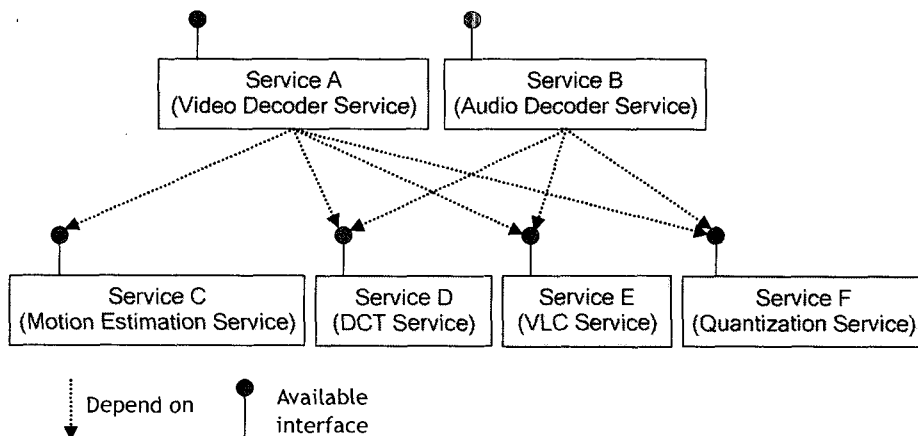 Service A
(Video Decoder Service)
Service B
(Audio Decoder Service)
Service C
(Motion Estimation Service)
Service D
(DCT Service)
Service E
(VLC Service)
Service F
(Quantization Service)
Depend on
Available
interface